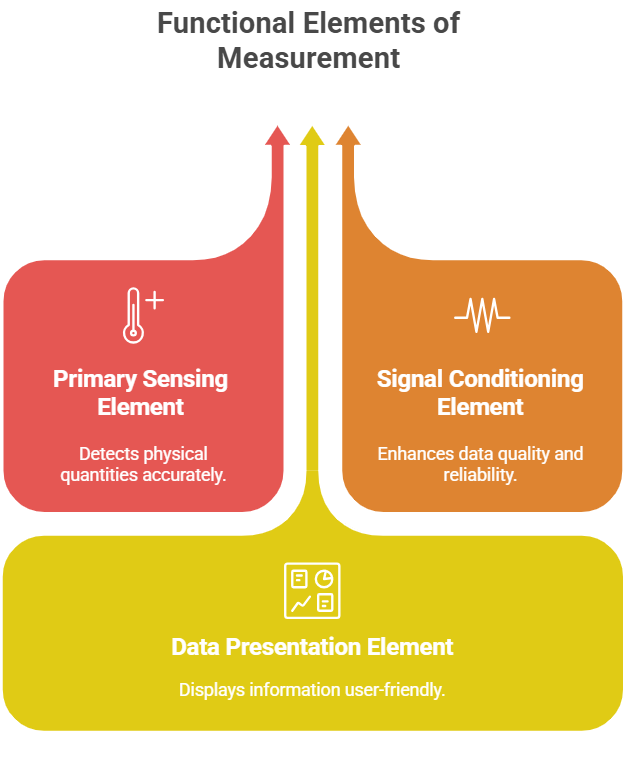 Functional Elements of
Measurement
Primary Sensing
Element
Detects physical
quantities accurately.
Signal Conditioning
Element
Enhances data quality and
reliability.
Data Presentation Element
Displays information user-friendly.